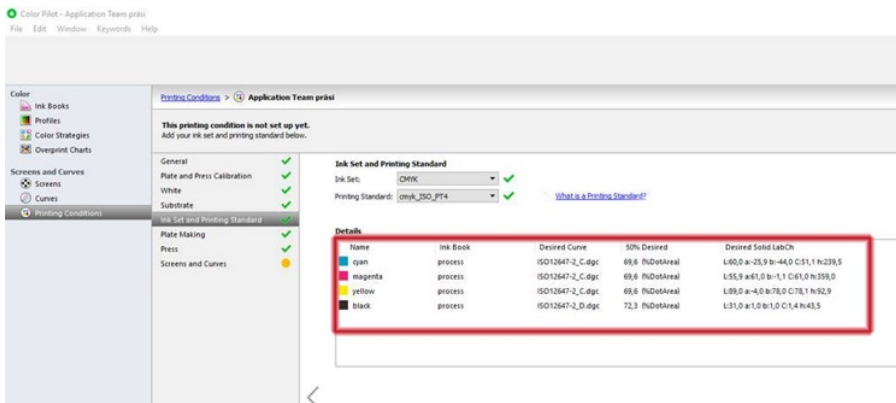 Color Pilot - Application Team präsi
File Edit Window Keywords Help
Color
Ink Books
Profiles
Color Strategies
Overprint Charts
Screens and Curves
Screens
Curves
Printing Conditions
Printing Conditions > Application Team präsi
This printing condition is not set up yet.
Add your ink set and printing standard below.
General
Plate and Press Calibration
White
Substrate
Ink Set and Printing Standard
Plate Making
Press
Screens and Curves
Ink Set and Printing Standard
Ink Set: CMYK
Printing Standard: cmyk_ISO_PT4 What is a Printing Standard?
Details
Name Ink Book Desired Curve 50% Desired Desired Solid LabCh
cyan process ISO12647-2_C.dgc 69,6 (%DotArea) L:60,0 a:-25,9 b:-44,0 C:51,1 h:239,5
magenta process ISO12647-2_C.dgc 69,6 (%DotArea) L:55,9 a:61,0 b:-1,1 C:61,0 h:359,0
yellow process ISO12647-2_C.dgc 69,6 (%DotArea) L:89,0 a:-4,0 b:78,0 C:78,1 h:92,9
black process ISO12647-2_D.dgc 72,3 (%DotArea) L:31,0 a:1,0 b:1,0 C:1,4 h:43,5